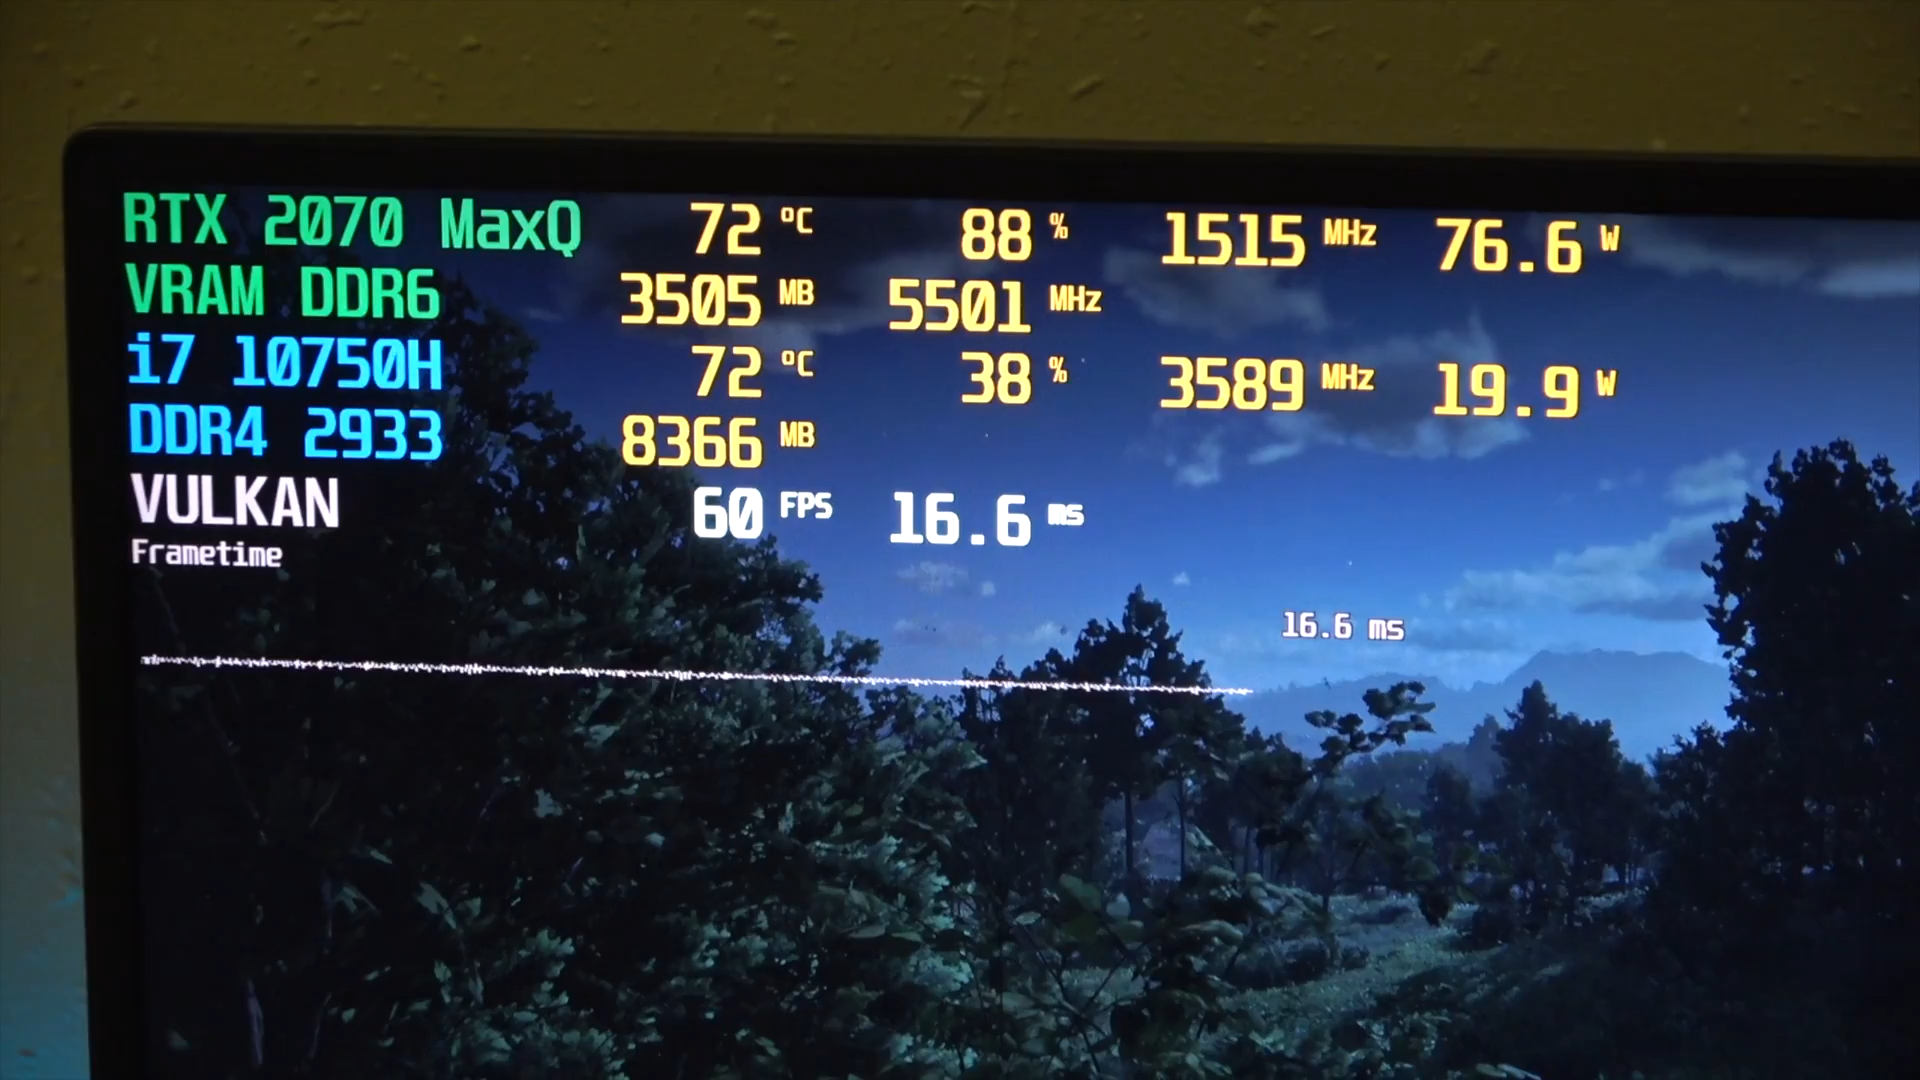 RTX 2070 MaxQ 72 °C 88 % 1515 MHz 76.6 W
VRAM DDR6 3505 MB 5501 MHz
i7 10750H 72 °C 38 % 3589 MHz 19.9 W
DDR4 2933 8366 MB
VULKAN 60 FPS 16.6 ms
Frametime
16.6 ms